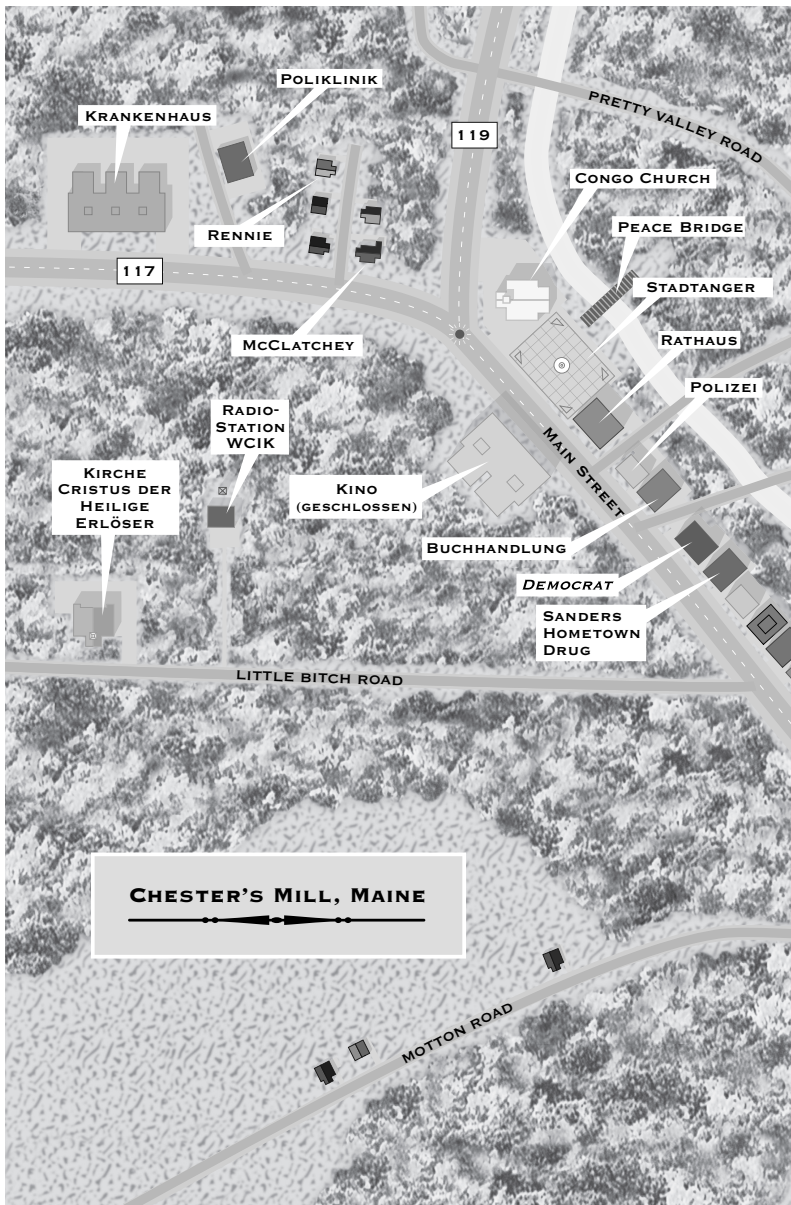 Poliklinik
Krankenhaus
PRETTY VALLEY ROAD
119
Congo Church
Peace Bridge
Rennie
117
Stadtanger
McClatchey
Rathaus
Polizei
Radio-
Station
WCIK
Main Street
Kirche
Cristus der
Heilige
Erlöser
Kino
(geschlossen)
Buchhandlung
Democrat
Sanders
Hometown
Drug
LITTLE BITCH ROAD
Chester's Mill, Maine
MOTTON ROAD